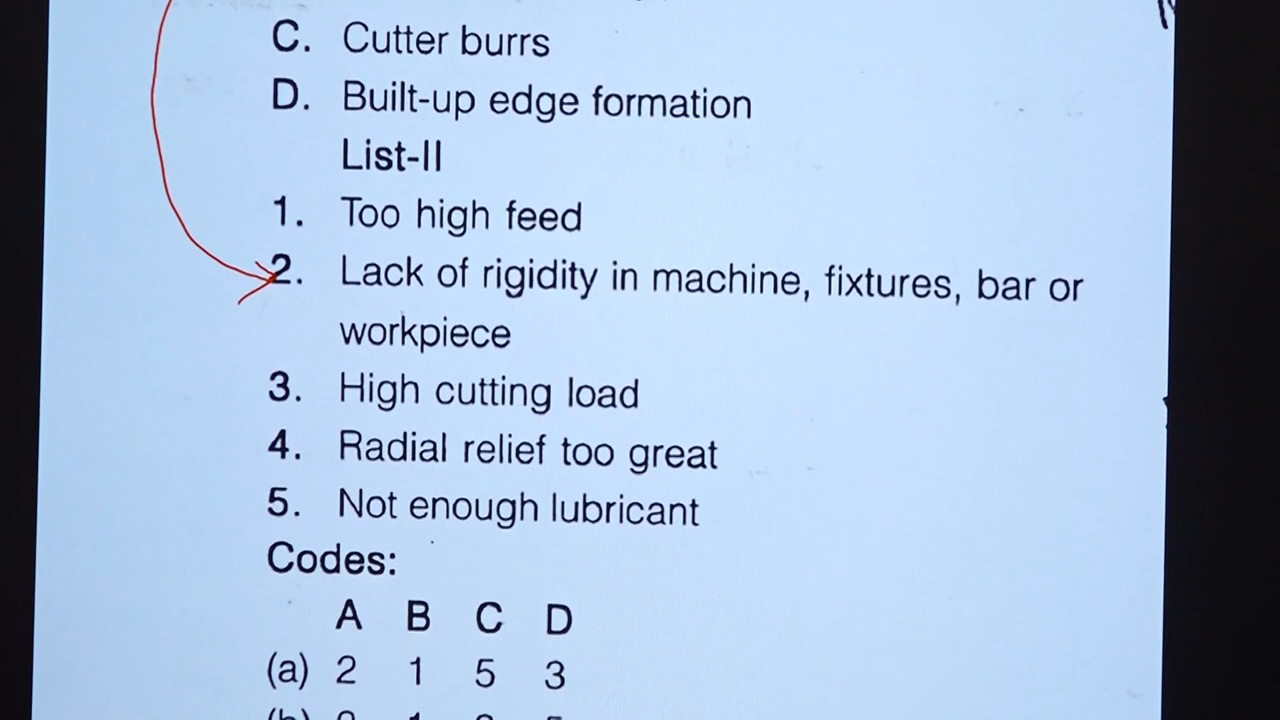 C. Cutter burrs
D. Built-up edge formation
List-II
1. Too high feed
2. Lack of rigidity in machine, fixtures, bar or
workpiece
3. High cutting load
4. Radial relief too great
5. Not enough lubricant
Codes:
A B C D
(a) 2 1 5 3